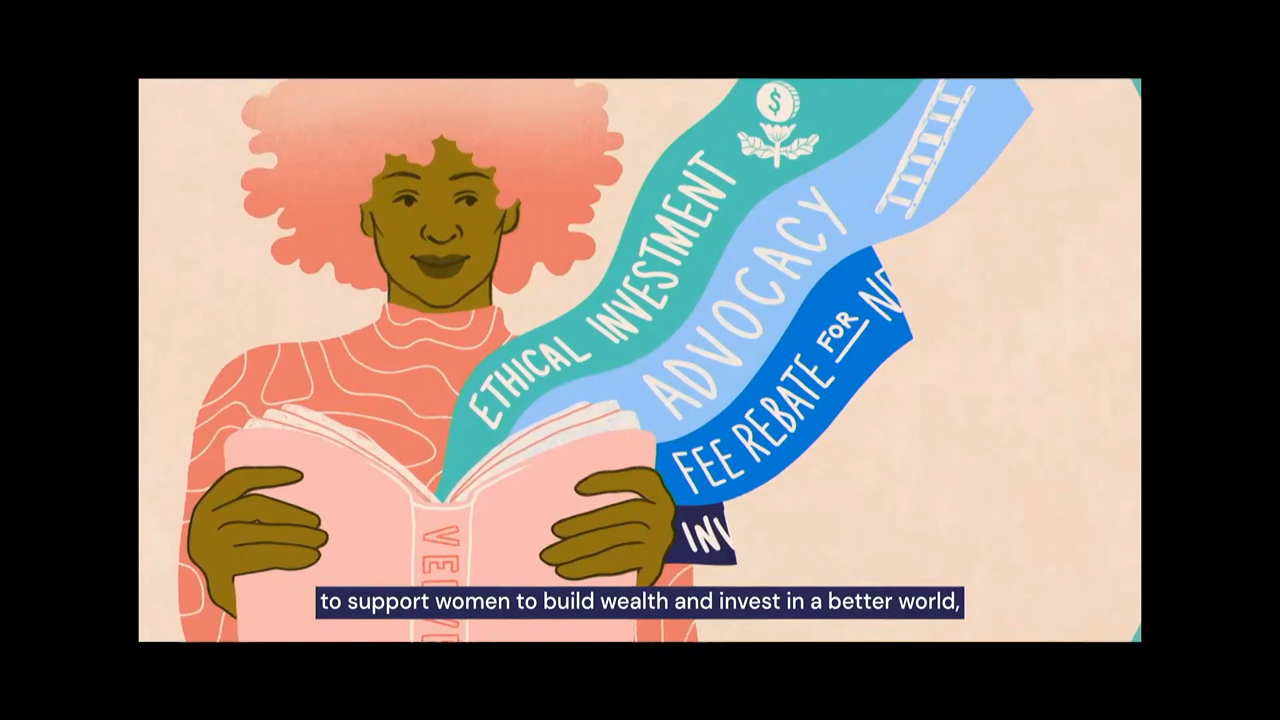 ETHICAL INVESTMENT
ADVOCACY
FEE REBATE FOR
to support women to build wealth and invest in a better world,